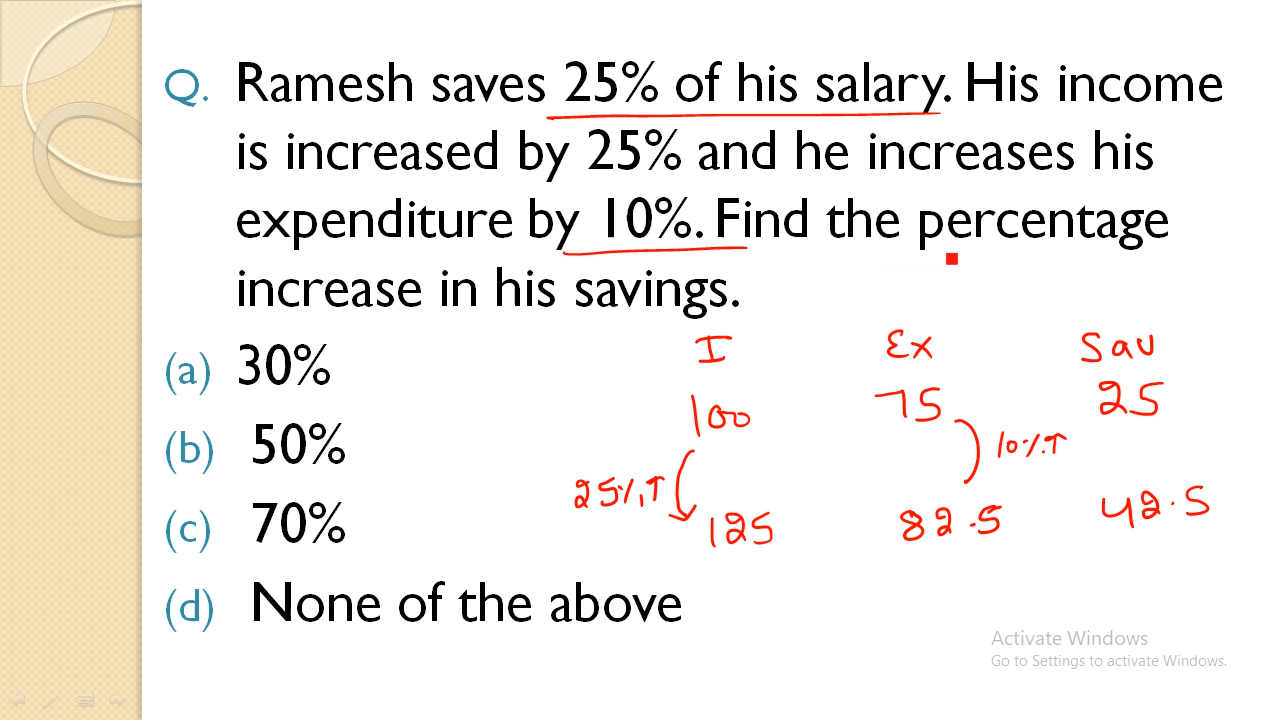 Q. Ramesh saves 25% of his salary. His income
is increased by 25% and he increases his
expenditure by 10%. Find the percentage
increase in his savings.
(a) 30%
(b) 50%
(c) 70%
(d) None of the above
I Ex Sav
100 75 25
25%↑ 10%↑
125 82.5 42.5
Activate Windows
Go to Settings to activate Windows.